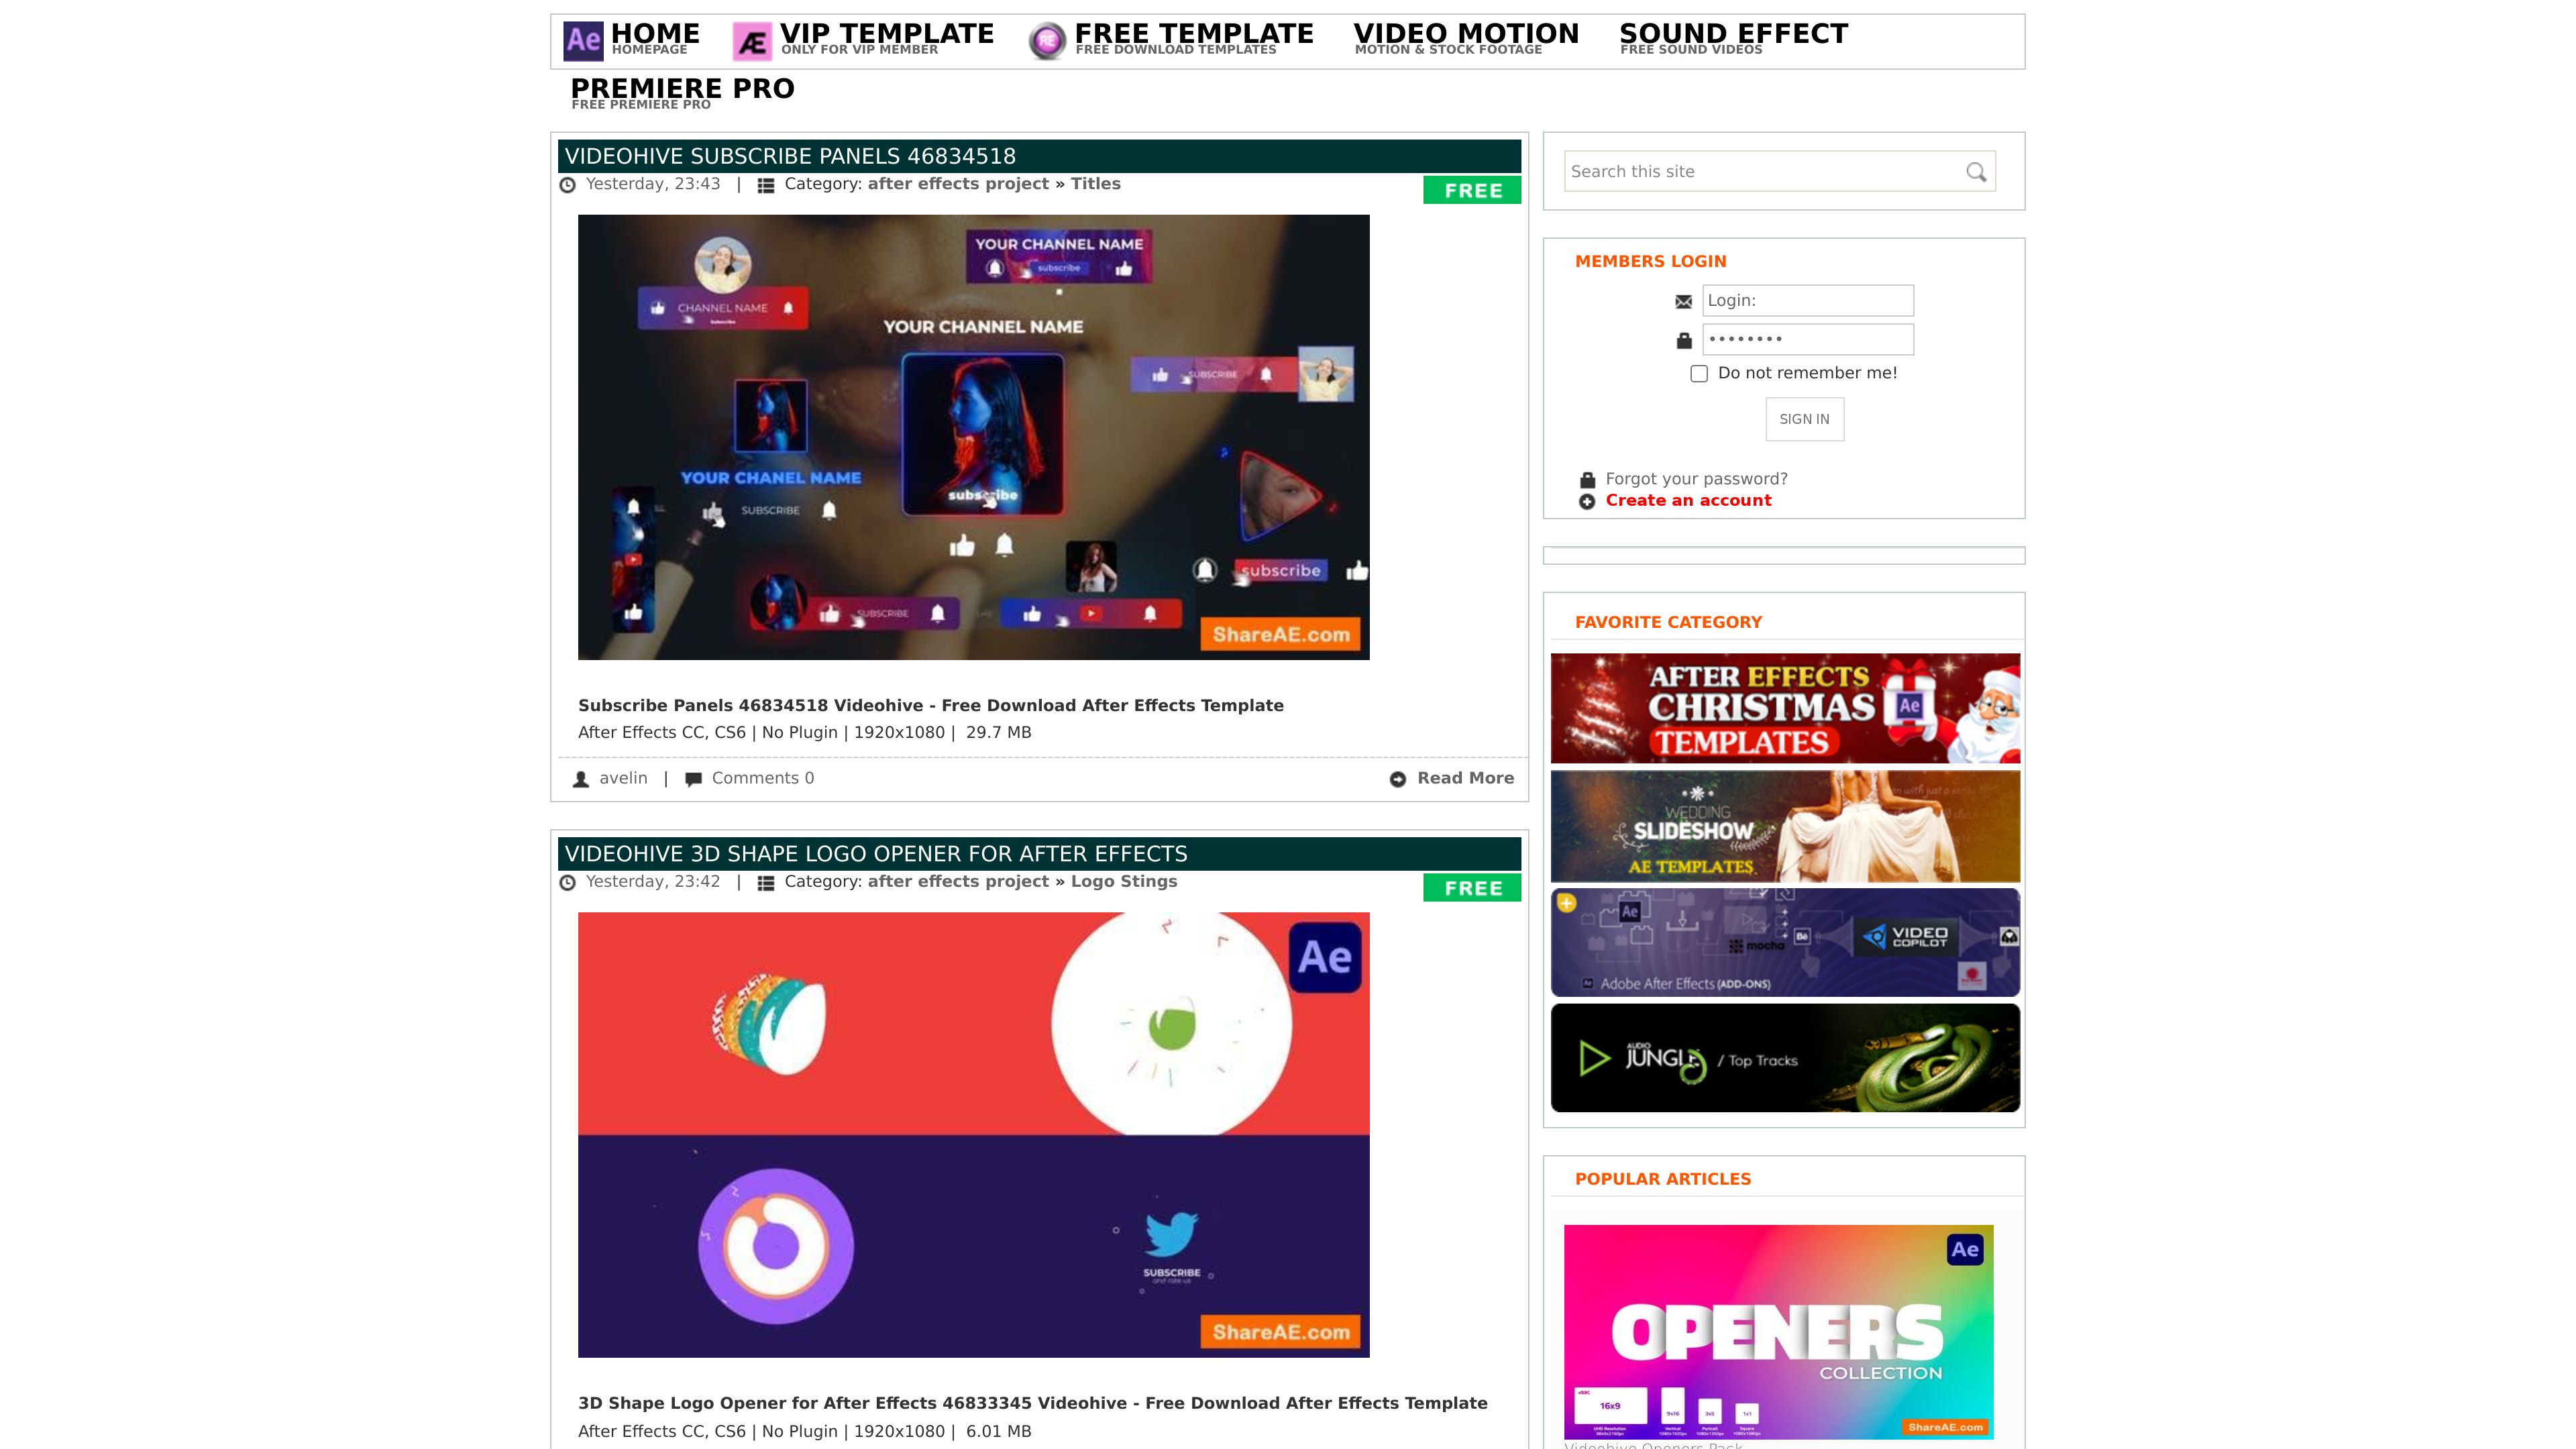 Ae HOME
HOMEPAGE
Æ VIP TEMPLATE
ONLY FOR VIP MEMBER
RE FREE TEMPLATE
FREE DOWNLOAD TEMPLATES
VIDEO MOTION
MOTION & STOCK FOOTAGE
SOUND EFFECT
FREE SOUND VIDEOS
PREMIERE PRO
FREE PREMIERE PRO
VIDEOHIVE SUBSCRIBE PANELS 46834518
Yesterday, 23:43 | Category: after effects project » Titles
FREE
YOUR CHANNEL NAME
subscribe
CHANNEL NAME
Subscribe
YOUR CHANNEL NAME
SUBSCRIBE
subscribe
YOUR CHANEL NAME
SUBSCRIBE
subscribe
SUBSCRIBE
ShareAE.com
Subscribe Panels 46834518 Videohive - Free Download After Effects Template
After Effects CC, CS6 | No Plugin | 1920x1080 | 29.7 MB
avelin | Comments 0
Read More
VIDEOHIVE 3D SHAPE LOGO OPENER FOR AFTER EFFECTS
Yesterday, 23:42 | Category: after effects project » Logo Stings
FREE
Ae
SUBSCRIBE
and rate us
ShareAE.com
3D Shape Logo Opener for After Effects 46833345 Videohive - Free Download After Effects Template
After Effects CC, CS6 | No Plugin | 1920x1080 | 6.01 MB
Search this site
MEMBERS LOGIN
Login:
••••••••
Do not remember me!
SIGN IN
Forgot your password?
Create an account
FAVORITE CATEGORY
AFTER EFFECTS
CHRISTMAS
TEMPLATES
Ae
WEDDING
SLIDESHOW
AE TEMPLATES
Ae
mocha
Bē
VIDEO
COPILOT
Adobe After Effects (ADD-ONS)
AUDIO
JUNGLE / Top Tracks
POPULAR ARTICLES
Ae
OPENERS
COLLECTION
16x9
9x16
1x1
ShareAE.com
Videohive Openers Pack